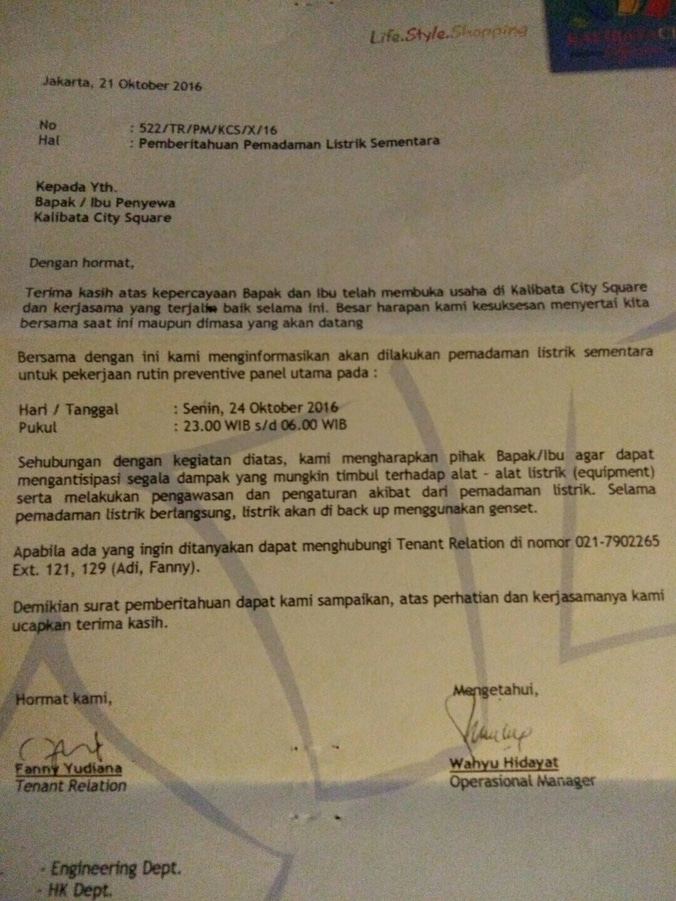 Life.Style.Shopping
KALIBATA
Jakarta, 21 Oktober 2016
No : 522/TR/PM/KCS/X/16
Hal : Pemberitahuan Pemadaman Listrik Sementara
Kepada Yth.
Bapak / Ibu Penyewa
Kalibata City Square
Dengan hormat,
Terima kasih atas kepercayaan Bapak dan Ibu telah membuka usaha di Kalibata City Square
dan kerjasama yang terjalin baik selama ini. Besar harapan kami kesuksesan menyertai kita
bersama saat ini maupun dimasa yang akan datang
Bersama dengan ini kami menginformasikan akan dilakukan pemadaman listrik sementara
untuk pekerjaan rutin preventive panel utama pada :
Hari / Tanggal : Senin, 24 Oktober 2016
Pukul : 23.00 WIB s/d 06.00 WIB
Sehubungan dengan kegiatan diatas, kami mengharapkan pihak Bapak/Ibu agar dapat
mengantisipasi segala dampak yang mungkin timbul terhadap alat - alat listrik (equipment)
serta melakukan pengawasan dan pengaturan akibat dari pemadaman listrik. Selama
pemadaman listrik berlangsung, listrik akan di back up menggunakan genset.
Apabila ada yang ingin ditanyakan dapat menghubungi Tenant Relation di nomor 021-7902265
Ext. 121, 129 (Adi, Fanny).
Demikian surat pemberitahuan dapat kami sampaikan, atas perhatian dan kerjasamanya kami
ucapkan terima kasih.
Hormat kami, Mengetahui,
Fanny Yudiana Wahyu Hidayat
Tenant Relation Operasional Manager
- Engineering Dept.
- HK Dept.